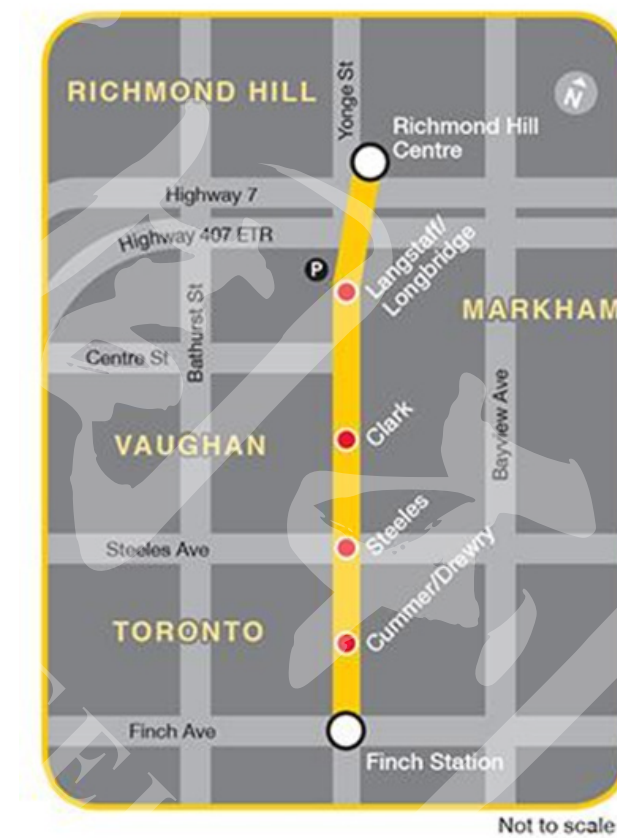 Yonge St
RICHMOND HILL
N
Richmond Hill
Centre
Highway 7
Highway 407 ETR
P
Langstaff/
Longbridge
MARKHAM
Bathurst St
Centre St
Bayview Ave
Clark
VAUGHAN
Steeles
Steeles Ave
Cummer/Drewry
TORONTO
Finch Ave
Finch Station
Not to scale